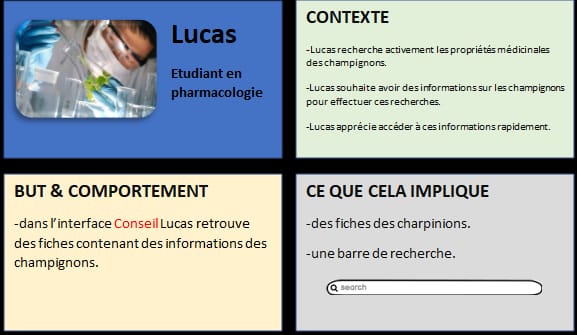 Lucas
Etudiant en
pharmacologie
CONTEXTE
-Lucas recherche activement les propriétés médicinales
des champignons.
-Lucas souhaite avoir des informations sur les champignons
pour effectuer ces recherches.
-Lucas apprécie accéder à ces informations rapidement.
BUT & COMPORTEMENT
-dans l'interface Conseil Lucas retrouve
des fiches contenant des informations des
champignons.
CE QUE CELA IMPLIQUE
-des fiches des charpinions.
-une barre de recherche.
search